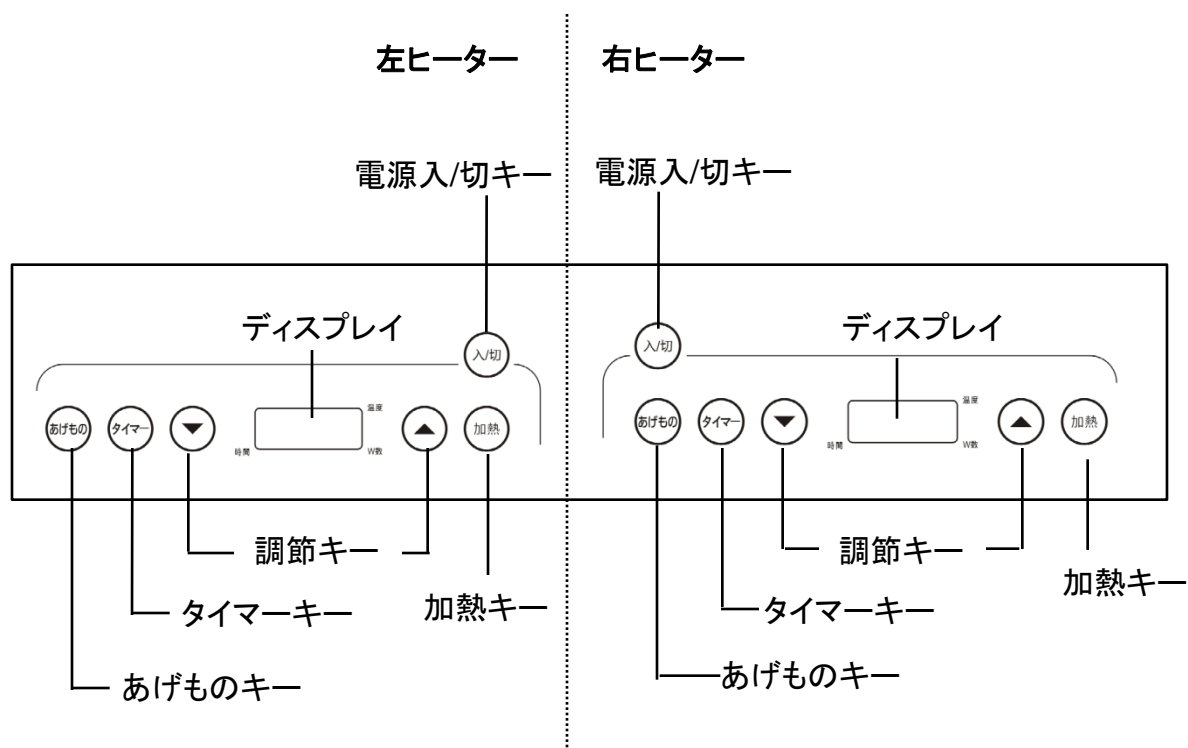 左ヒーター
右ヒーター
電源入/切キー
電源入/切キー
ディスプレイ
入/切
入/切
ディスプレイ
あげもの
タイマー
▼
時間
温度
W数
▲
加熱
あげもの
タイマー
▼
時間
温度
W数
▲
加熱
調節キー
タイマーキー
加熱キー
あげものキー
調節キー
加熱キー
タイマーキー
あげものキー